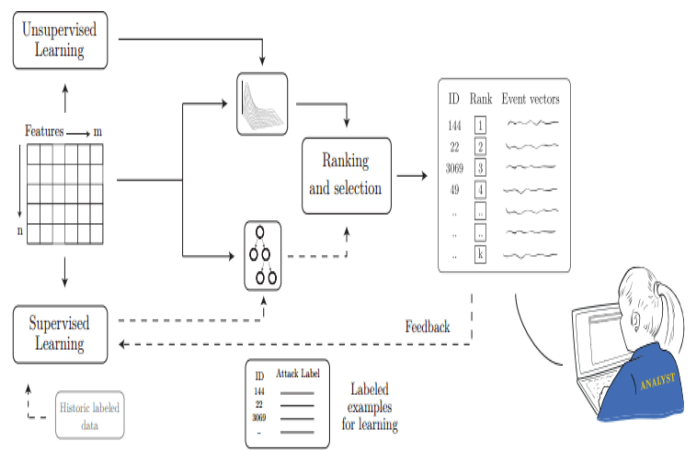 Unsupervised
Learning
Features m
n
Supervised
Learning
Historic labeled
data
Ranking
and selection
ID Rank Event vectors
144 1
22 2
3069 3
49 4
.. ..
.. ..
.. k
Feedback
ID Attack Label
144
22
3069
..
Labeled
examples
for learning
ANALYST